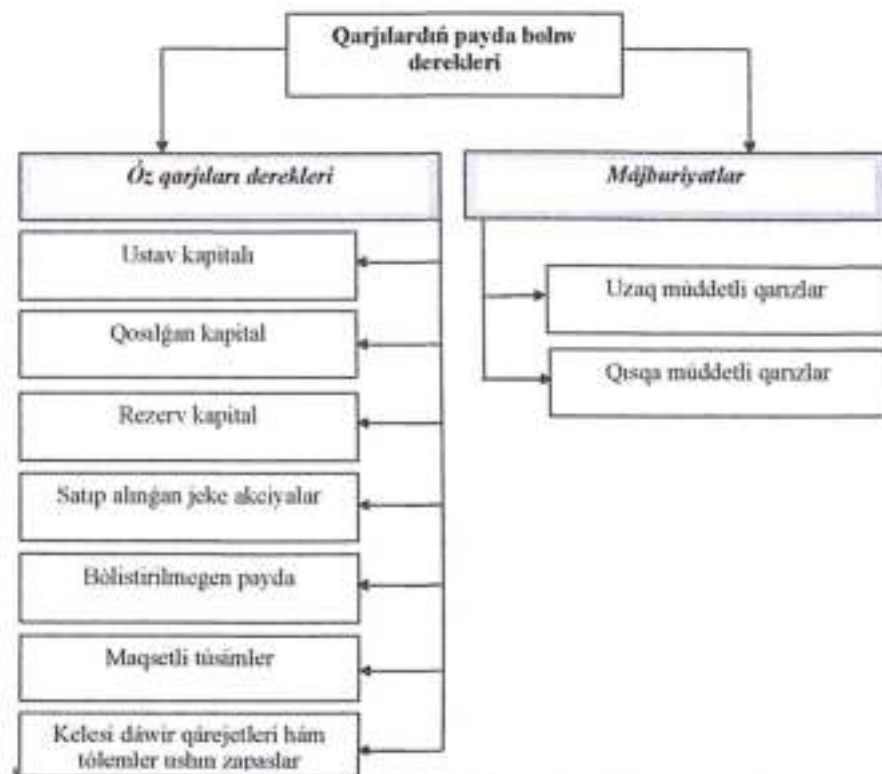 Qarjılardıń payda bolıw
derekleri
Óz qarjıları derekleri
Májburiyatlar
Ustav kapitalı
Qosılǵan kapital
Rezerv kapital
Satıp alınǵan jeke akciyalar
Bólistirilmegen payda
Maqsetli túsimler
Kelesi dáwir qárejetleri hám
tólemler ushın zapaslar
Uzaq múddetli qarızlar
Qısqa múddetli qarızlar